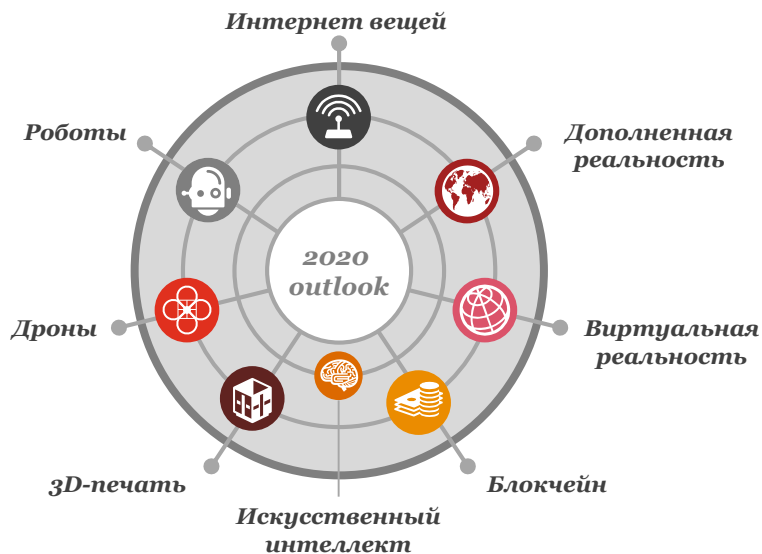 Интернет вещей
Роботы
Дополненная
реальность
2020
outlook
Дроны
Виртуальная
реальность
3D-печать
Блокчейн
Искусственный
интеллект